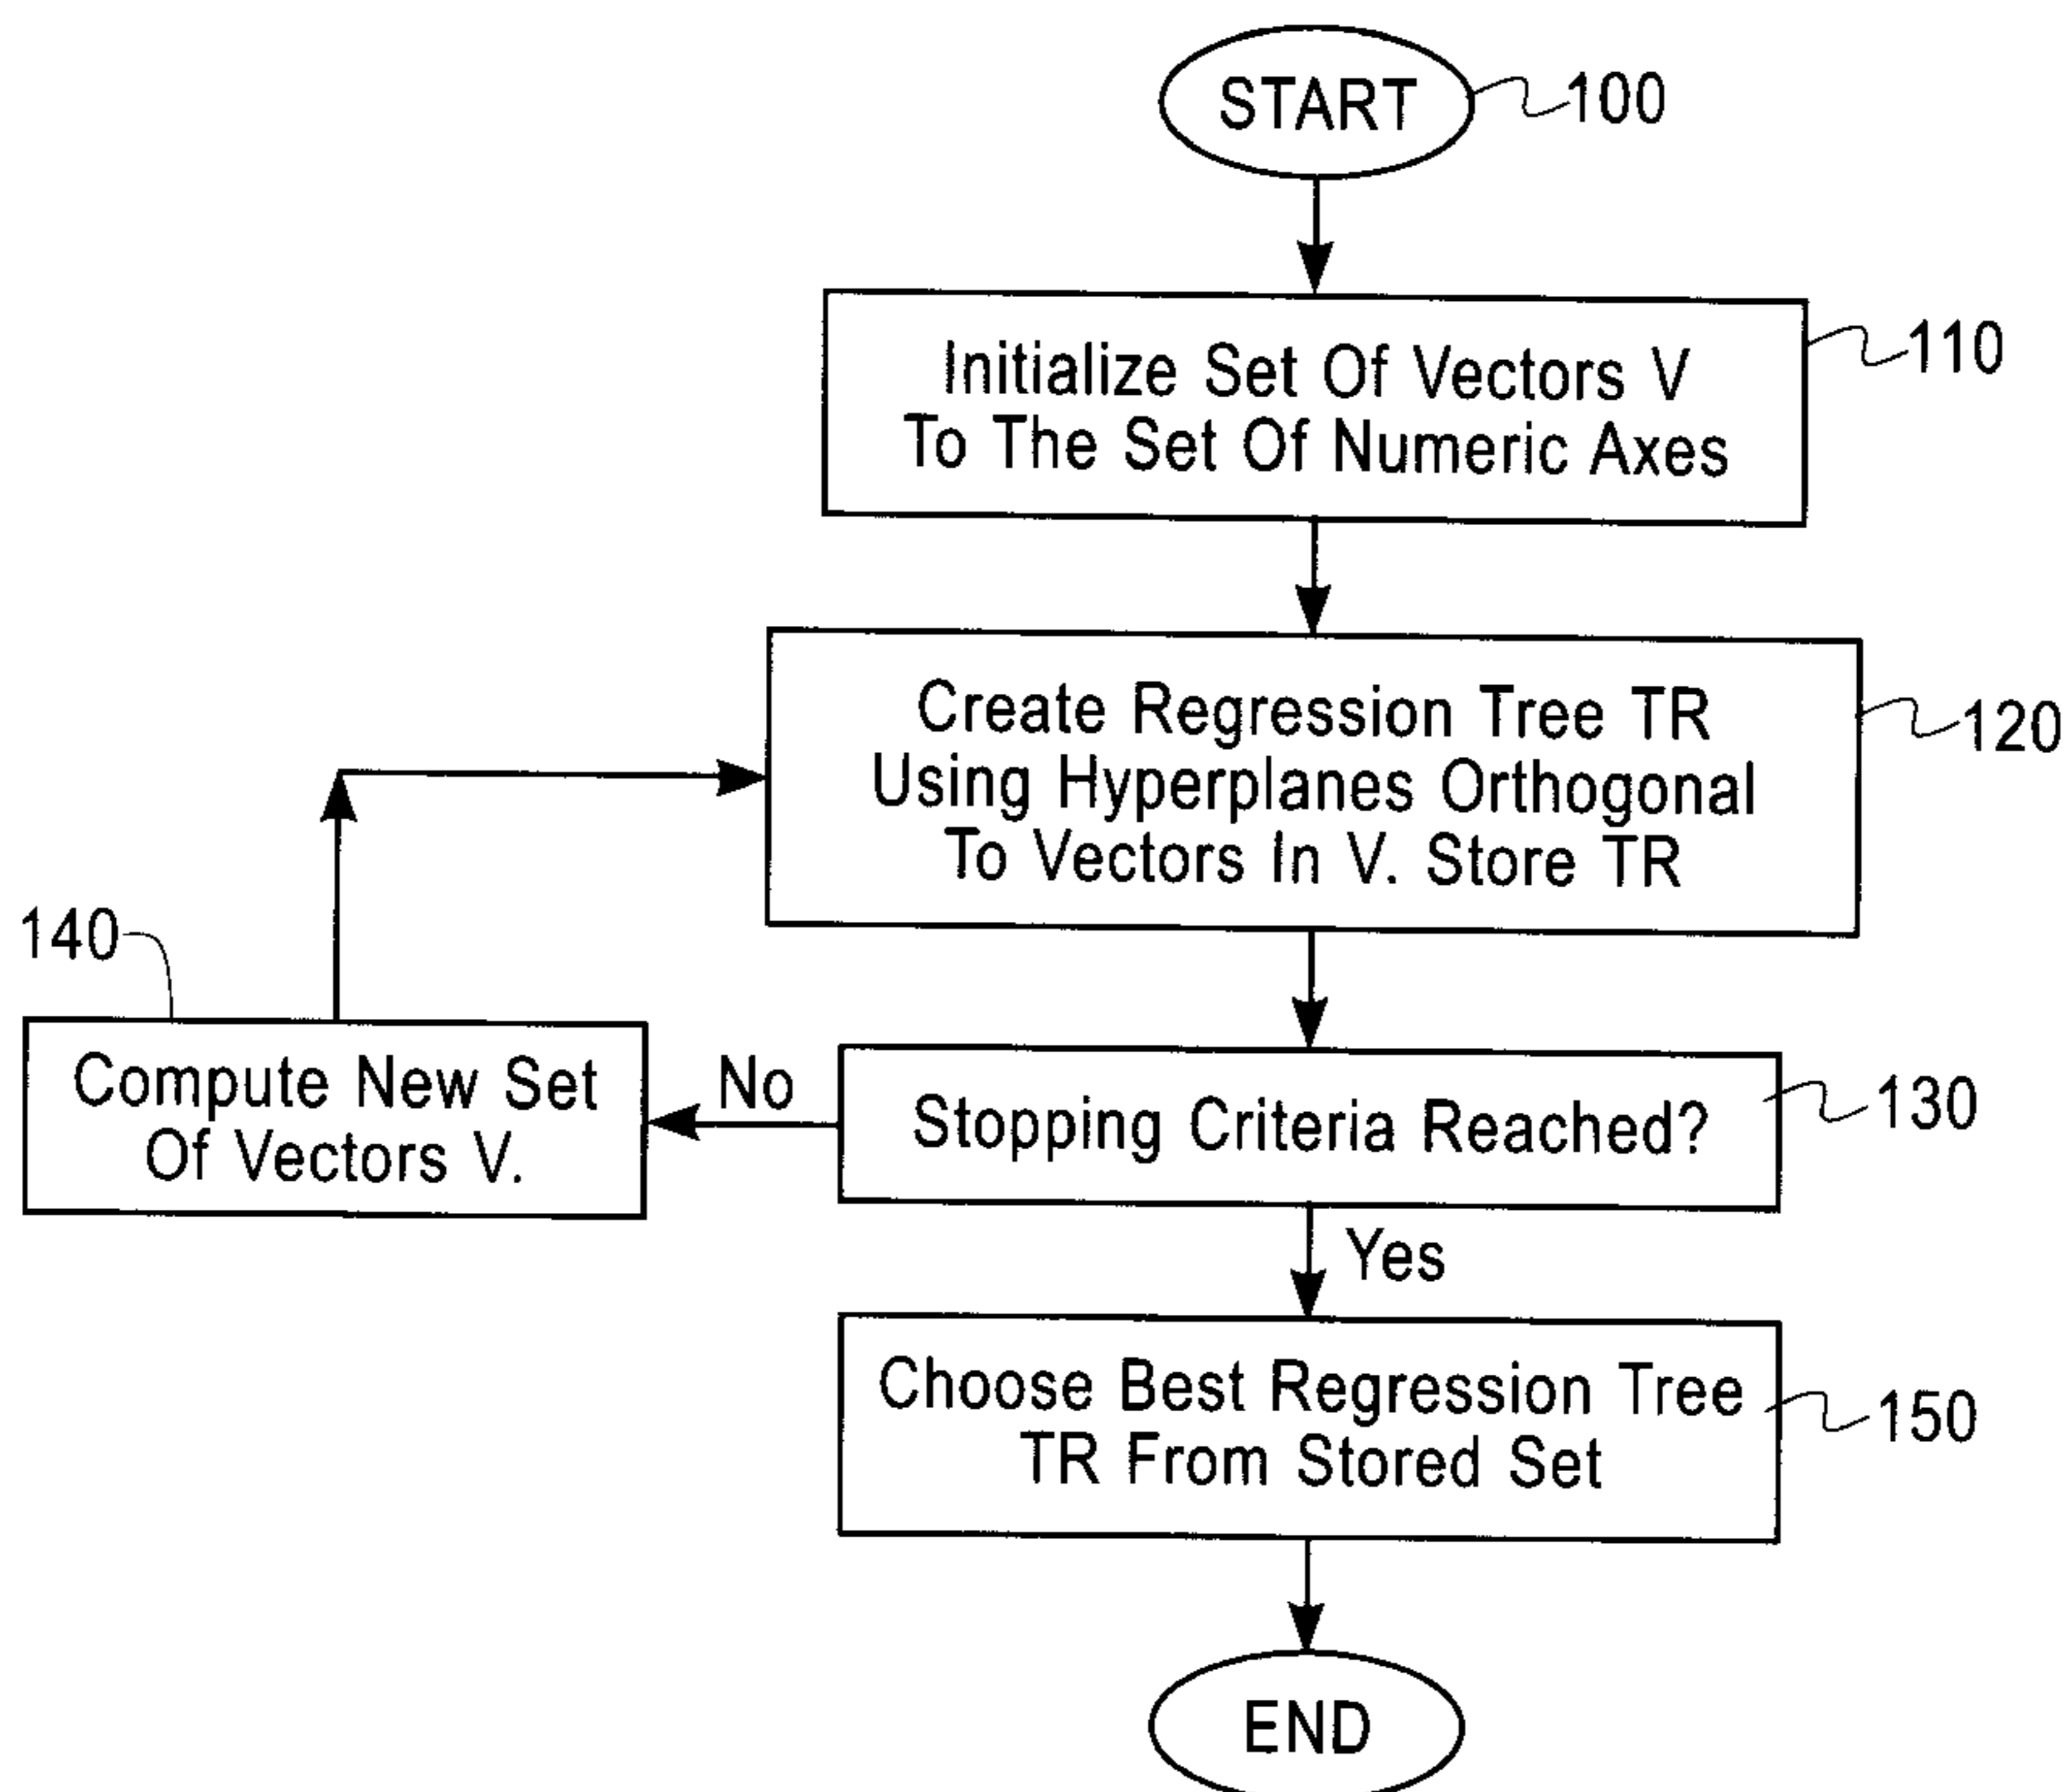 START
100
Initialize Set Of Vectors V
To The Set Of Numeric Axes
110
Create Regression Tree TR
Using Hyperplanes Orthogonal
To Vectors In V. Store TR
120
140
Compute New Set
Of Vectors V.
No
Stopping Criteria Reached?
130
Yes
Choose Best Regression Tree
TR From Stored Set
150
END